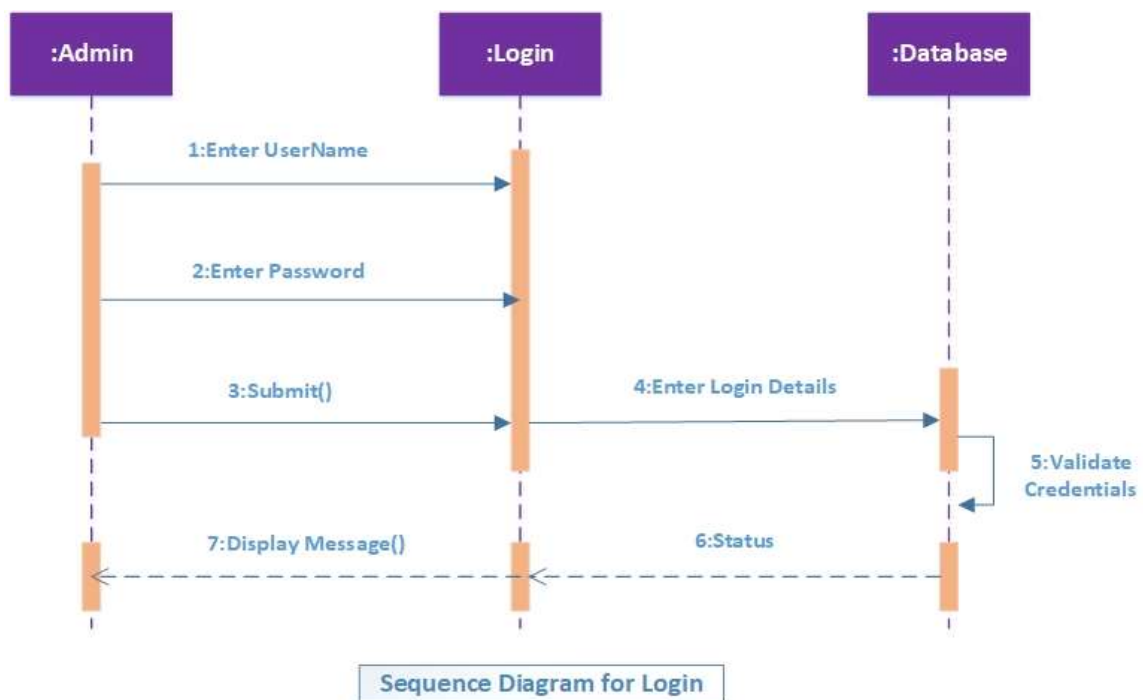 :Admin
:Login
:Database
1:Enter UserName
2:Enter Password
3:Submit()
4:Enter Login Details
5:Validate
Credentials
6:Status
7:Display Message()
Sequence Diagram for Login